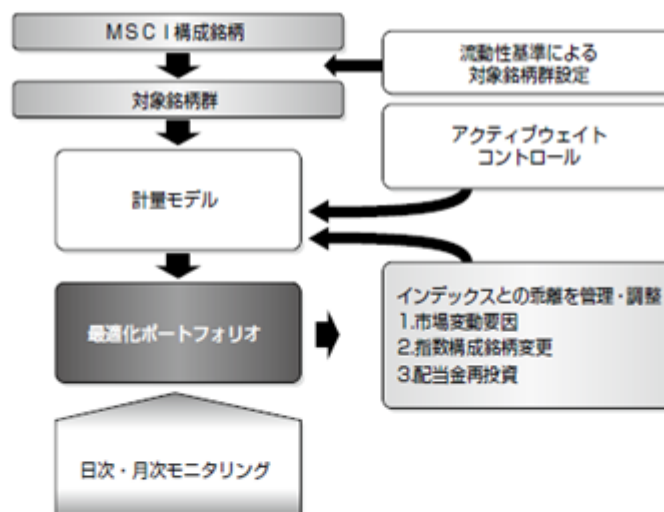 MSCI構成銘柄
流動性基準による
対象銘柄群設定
対象銘柄群
アクティブウェイト
コントロール
計量モデル
最適化ポートフォリオ
インデックスとの乖離を管理・調整
1.市場変動要因
2.指数構成銘柄変更
3.配当金再投資
日次・月次モニタリング